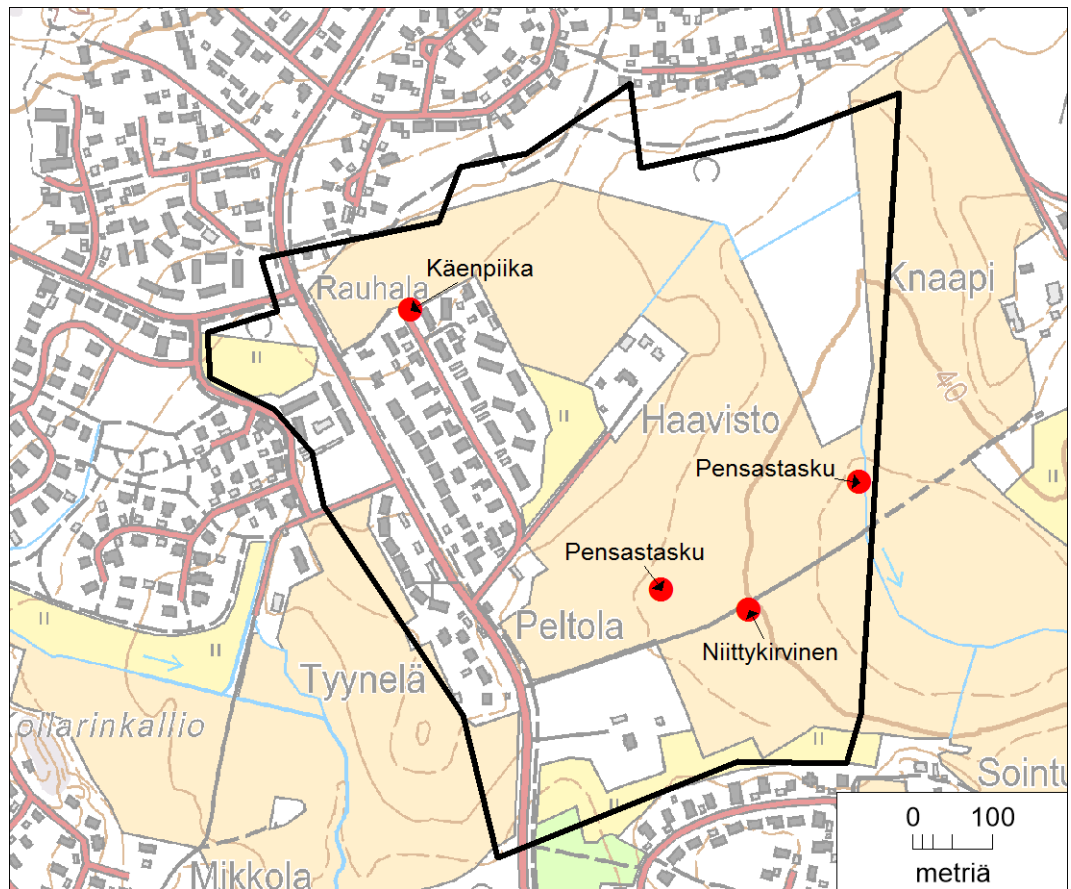 Käenpiika
Rauhala
Knaapi
40
Haavisto
Pensastasku
Pensastasku
Peltola
Niittykirvinen
Tyynelä
ollarinkallio
Sointu
0 100
metriä
Mikkola